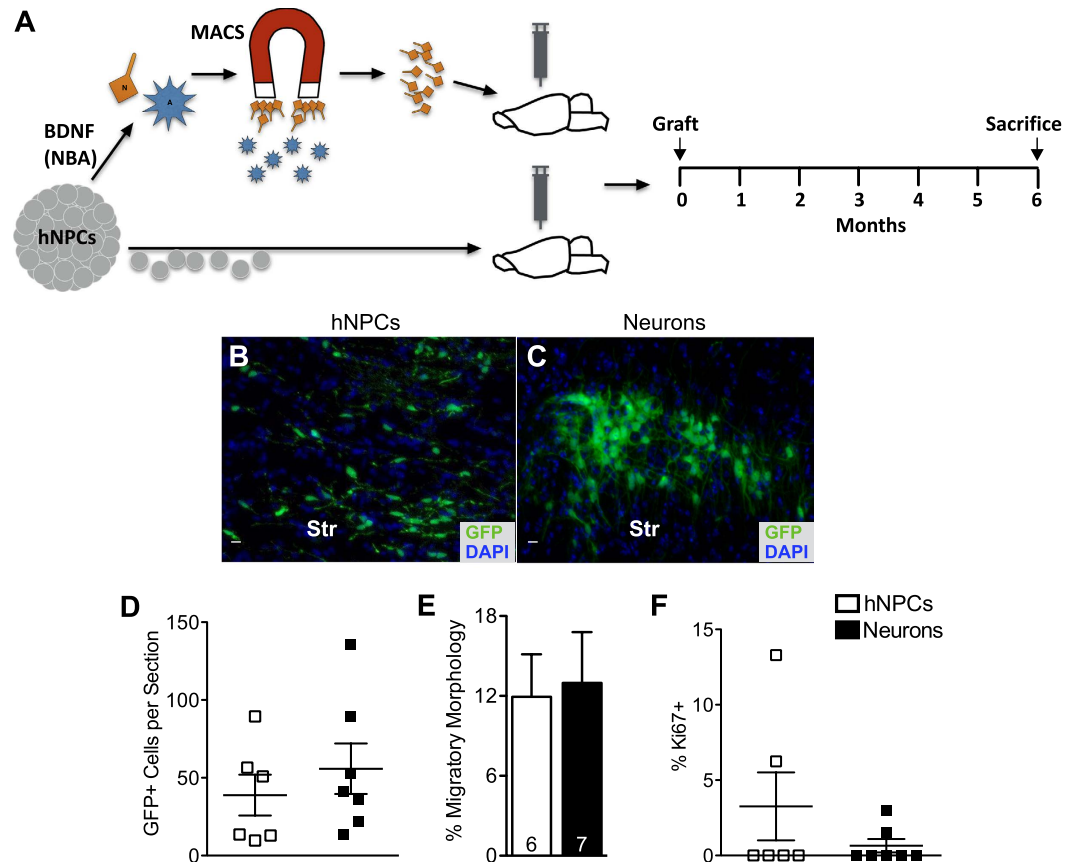 A
MACS
N
A
BDNF
(NBA)
hNPCs
Graft
Sacrifice
0 1 2 3 4 5 6
Months
hNPCs
Neurons
B
Str
GFP
DAPI
C
Str
GFP
DAPI
D
GFP+ Cells per Section
150
100
50
0
E
% Migratory Morphology
18
12
6
0
6
7
F
hNPCs
Neurons
% Ki67+
15
10
5
0